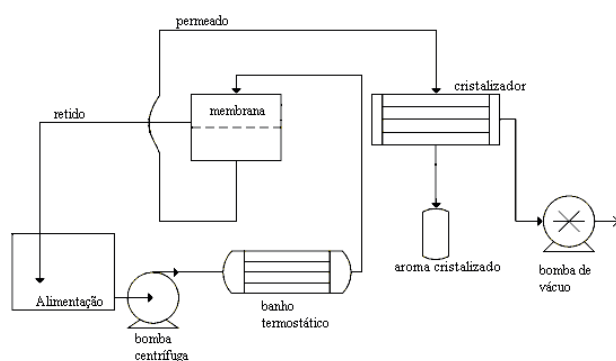 permeado
cristalizador
membrana
retido
aroma cristalizado
bomba de
vácuo
Alimentação
banho
termostático
bomba
centrífuga